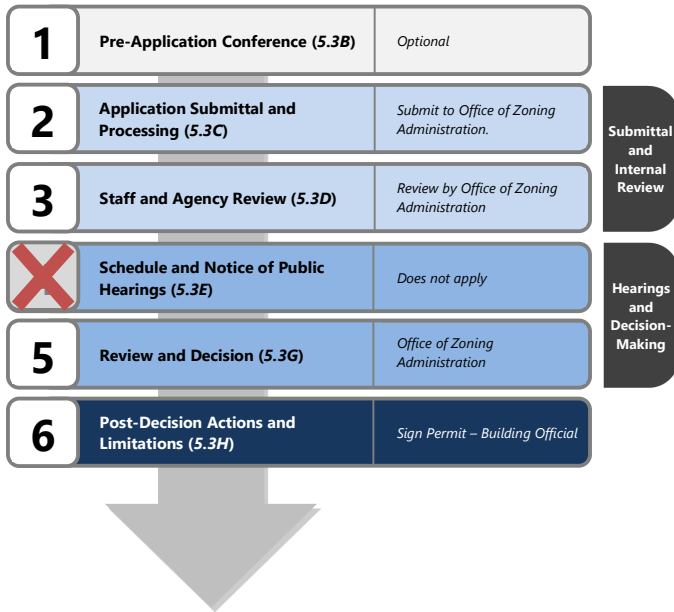 1
Pre-Application Conference (5.3B)
Optional
2
Application Submittal and
Processing (5.3C)
Submit to Office of Zoning
Administration.
Submittal
and
Internal
Review
3
Staff and Agency Review (5.3D)
Review by Office of Zoning
Administration
Schedule and Notice of Public
Hearings (5.3E)
Does not apply
Hearings
and
Decision-
Making
5
Review and Decision (5.3G)
Office of Zoning
Administration
6
Post-Decision Actions and
Limitations (5.3H)
Sign Permit – Building Official